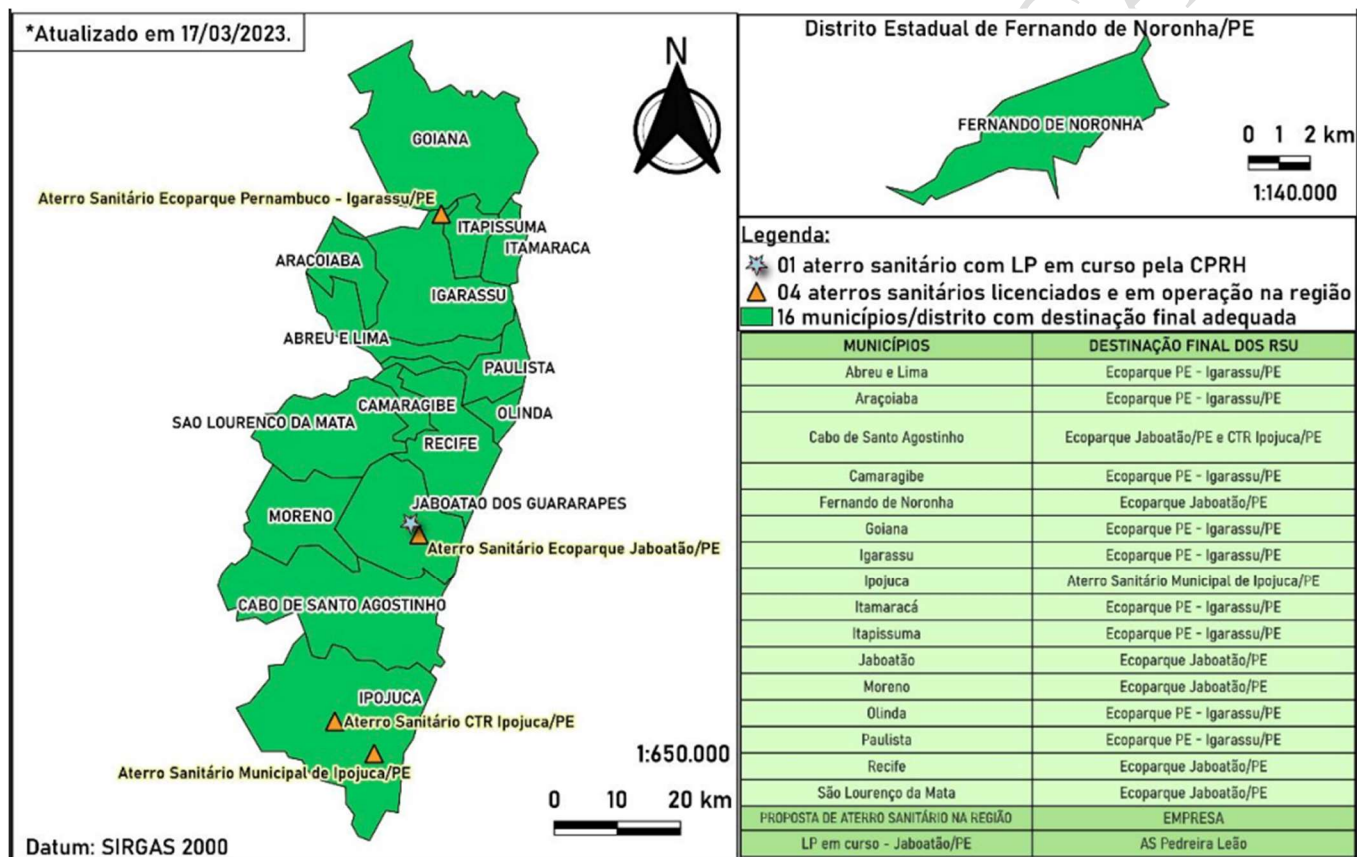 *Atualizado em 17/03/2023.
N
GOIANA
Aterro Sanitário Ecoparque Pernambuco - Igarassu/PE
ITAPISSUMA
ITAMARACA
ARACOIABA
IGARASSU
ABREU E LIMA
PAULISTA
CAMARAGIBE
OLINDA
SAO LOURENCO DA MATA
RECIFE
JABOATAO DOS GUARARAPES
MORENO
Aterro Sanitário Ecoparque Jaboatão/PE
CABO DE SANTO AGOSTINHO
IPOJUCA
Aterro Sanitário CTR Ipojuca/PE
Aterro Sanitário Municipal de Ipojuca/PE
1:650.000
0 10 20 km
Datum: SIRGAS 2000
Distrito Estadual de Fernando de Noronha/PE
FERNANDO DE NORONHA
0 1 2 km
1:140.000
Legenda:
01 aterro sanitário com LP em curso pela CPRH
04 aterros sanitários licenciados e em operação na região
16 municípios/distrito com destinação final adequada
MUNICÍPIOS DESTINAÇÃO FINAL DOS RSU
Abreu e Lima Ecoparque PE - Igarassu/PE
Araçoiaba Ecoparque PE - Igarassu/PE
Cabo de Santo Agostinho Ecoparque Jaboatão/PE e CTR Ipojuca/PE
Camaragibe Ecoparque PE - Igarassu/PE
Fernando de Noronha Ecoparque Jaboatão/PE
Goiana Ecoparque PE - Igarassu/PE
Igarassu Ecoparque PE - Igarassu/PE
Ipojuca Aterro Sanitário Municipal de Ipojuca/PE
Itamaracá Ecoparque PE - Igarassu/PE
Itapissuma Ecoparque PE - Igarassu/PE
Jaboatão Ecoparque Jaboatão/PE
Moreno Ecoparque Jaboatão/PE
Olinda Ecoparque PE - Igarassu/PE
Paulista Ecoparque PE - Igarassu/PE
Recife Ecoparque Jaboatão/PE
São Lourenço da Mata Ecoparque Jaboatão/PE
PROPOSTA DE ATERRO SANITÁRIO NA REGIÃO EMPRESA
LP em curso - Jaboatão/PE AS Pedreira Leão